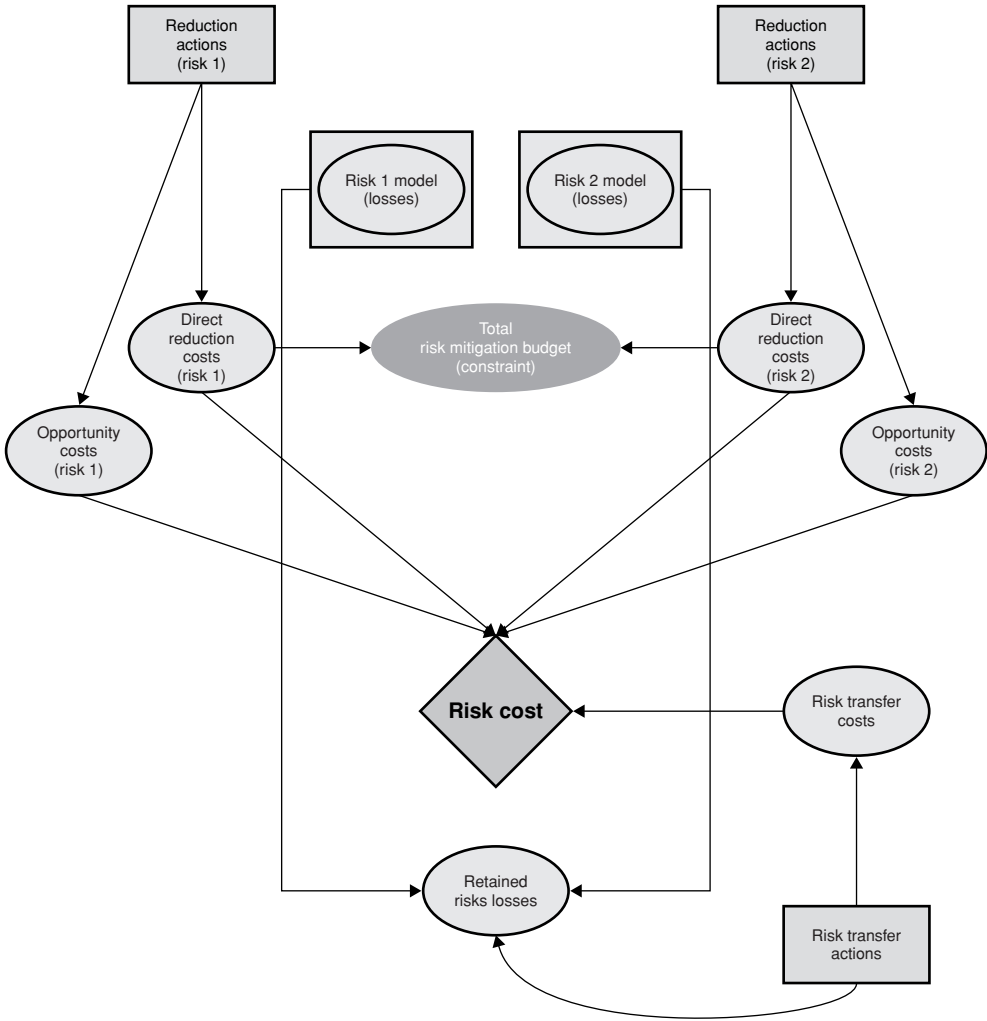 Reduction
actions
(risk 1)
Reduction
actions
(risk 2)
Risk 1 model
(losses)
Risk 2 model
(losses)
Direct
reduction
costs
(risk 1)
Total
risk mitigation budget
(constraint)
Direct
reduction
costs
(risk 2)
Opportunity
costs
(risk 1)
Opportunity
costs
(risk 2)
Risk cost
Risk transfer
costs
Retained
risks losses
Risk transfer
actions